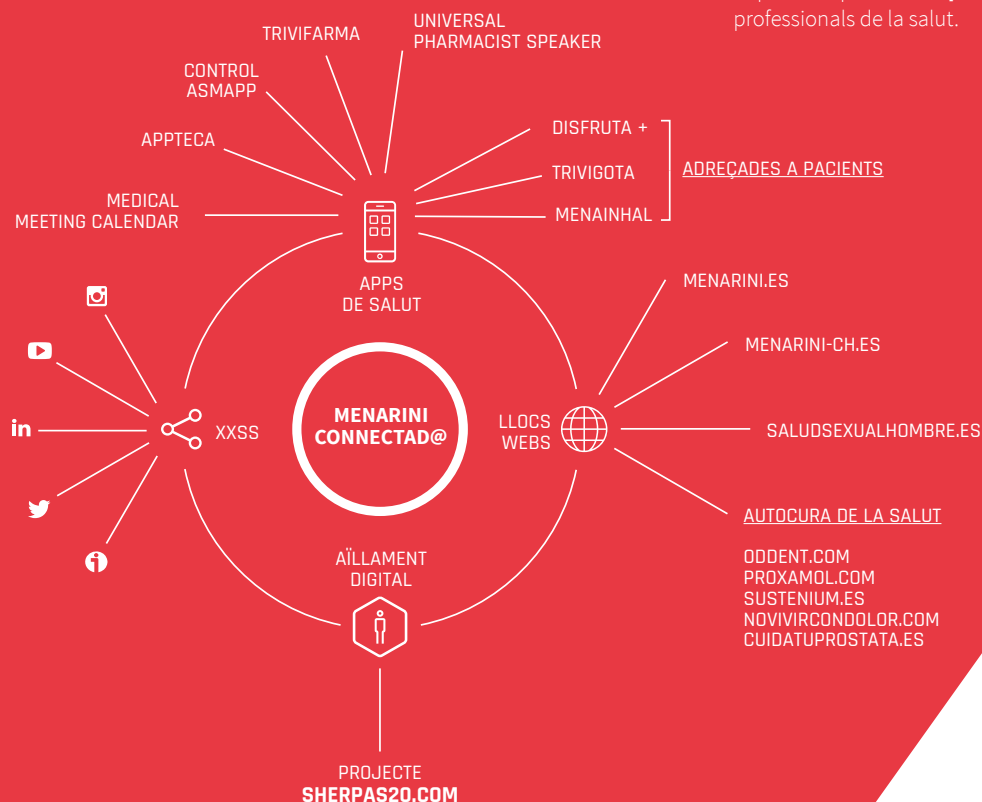 professionals de la salut.
UNIVERSAL
PHARMACIST SPEAKER
TRIVIFARMA
CONTROL
ASMAPP
APPTECA
MEDICAL
MEETING CALENDAR
DISFRUTA +
TRIVIGOTA
MENAINHAL
ADREÇADES A PACIENTS
APPS
DE SALUT
MENARINI.ES
MENARINI-CH.ES
SALUDSEXUALHOMBRE.ES
LLOCS
WEBS
MENARINI
CONNECTAD@
XXSS
in
AUTOCURA DE LA SALUT
ODDENT.COM
PROXAMOL.COM
SUSTENIUM.ES
NOVIVIRCONDOLOR.COM
CUIDATUPROSTATA.ES
AÏLLAMENT
DIGITAL
PROJECTE
SHERPAS20.COM